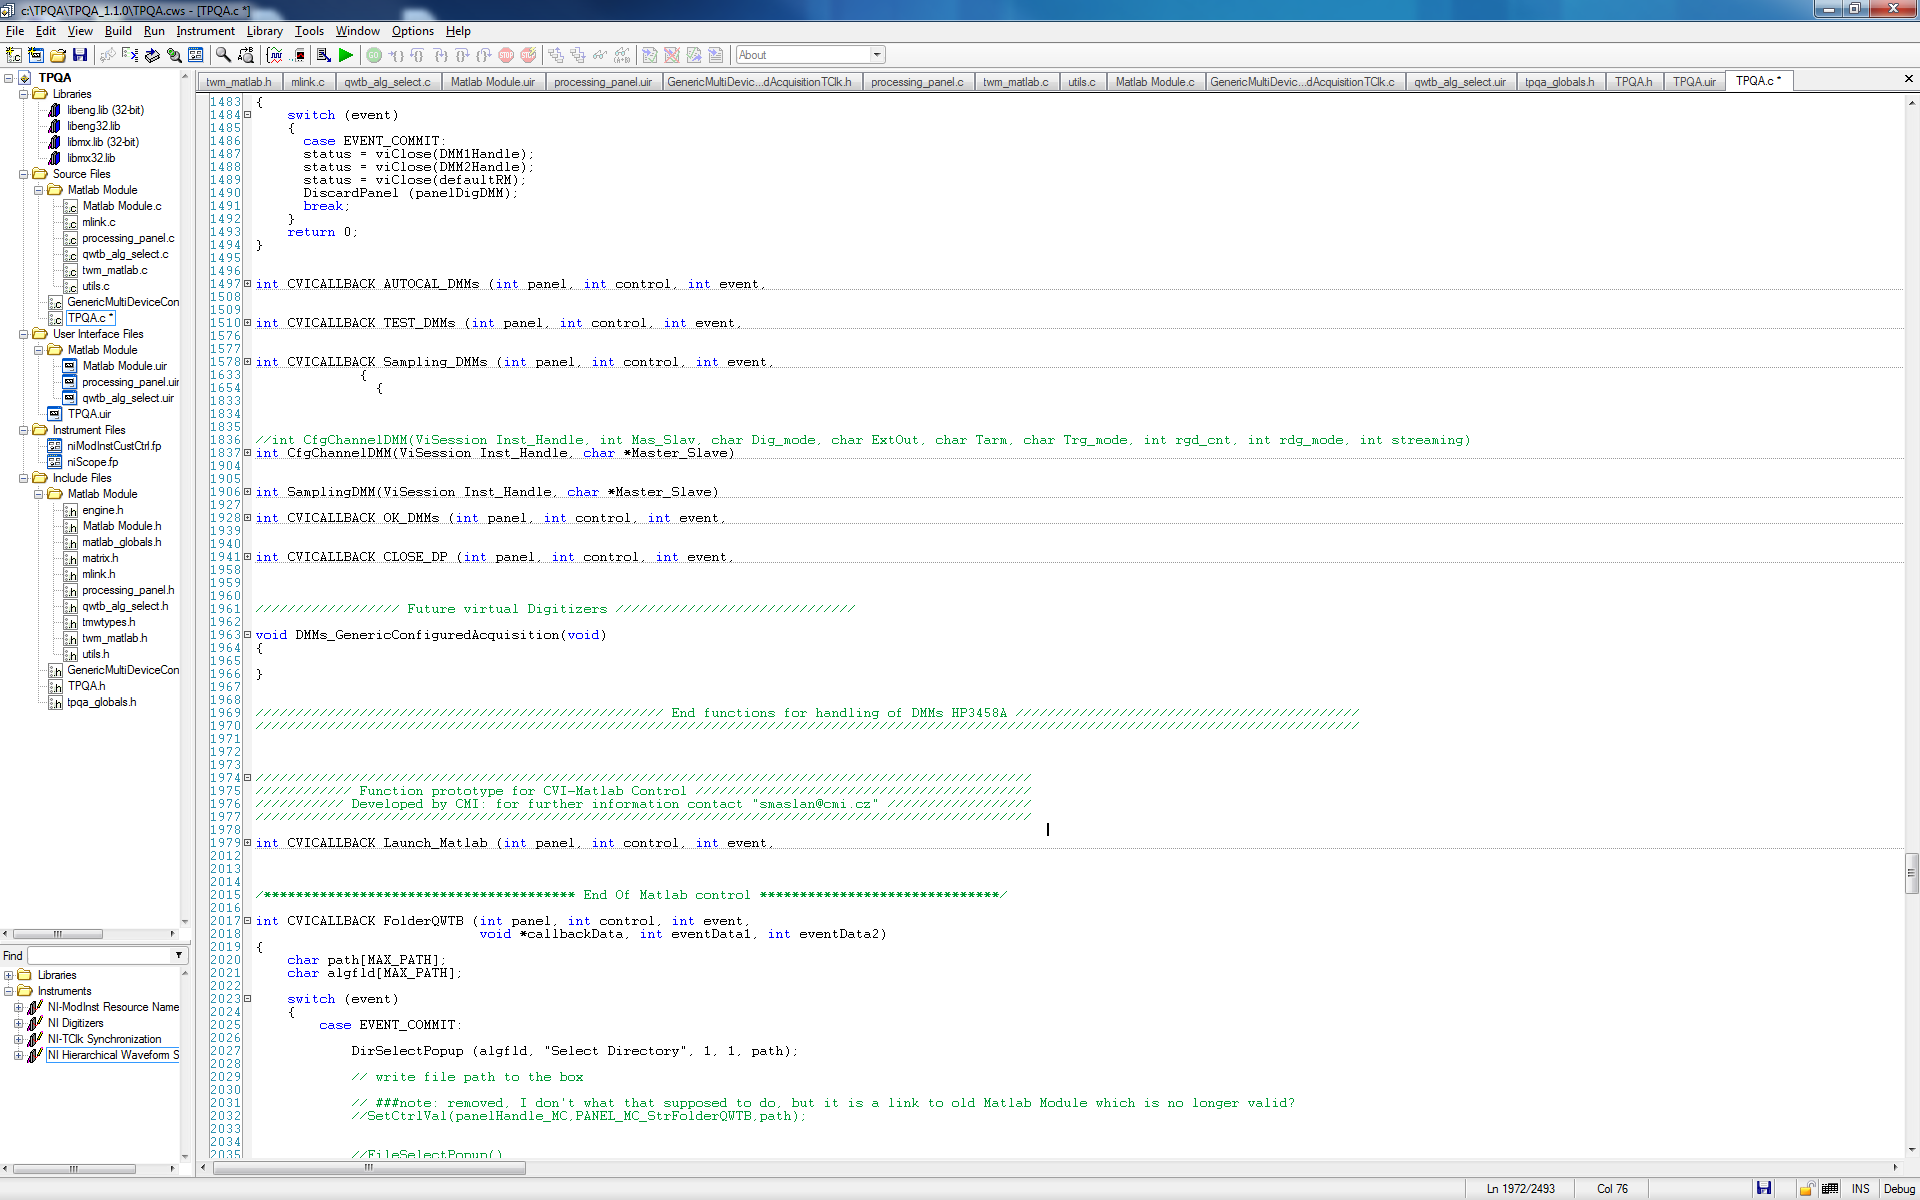 c:\TPQA\TPQA_1.1.0\TPQA.cws - [TPQA.c *]
File Edit View Build Run Instrument Library Tools Window Options Help
About
TPQA
Libraries
libeng.lib (32-bit)
libeng32.lib
libmx.lib (32-bit)
libmx32.lib
Source Files
Matlab Module
Matlab Module.c
mlink.c
processing_panel.c
qwtb_alg_select.c
twm_matlab.c
utils.c
GenericMultiDeviceCon
TPQA.c *
User Interface Files
Matlab Module
Matlab Module.uir
processing_panel.uir
qwtb_alg_select.uir
TPQA.uir
Instrument Files
niModInstCustCtrl.fp
niScope.fp
Include Files
Matlab Module
engine.h
Matlab Module.h
matlab_globals.h
matrix.h
mlink.h
processing_panel.h
qwtb_alg_select.h
tmwtypes.h
twm_matlab.h
utils.h
GenericMultiDeviceCon
TPQA.h
tpqa_globals.h
Find
Libraries
Instruments
NI-ModInst Resource Name
NI Digitizers
NI-TClk Synchronization
NI Hierarchical Waveform S
twm_matlab.h mlink.c qwtb_alg_select.c Matlab Module.uir processing_panel.uir GenericMultiDevic...dAcquisitionTClk.h processing_panel.c twm_matlab.c utils.c Matlab Module.c GenericMultiDevic...dAcquisitionTClk.c qwtb_alg_select.uir tpqa_globals.h TPQA.h TPQA.uir TPQA.c *
1483 {
1484 switch (event)
1485 {
1486 case EVENT_COMMIT:
1487 status = viClose(DMM1Handle);
1488 status = viClose(DMM2Handle);
1489 status = viClose(defaultRM);
1490 DiscardPanel (panelDigDMM);
1491 break;
1492 }
1493 return 0;
1494 }
1495
1496
1497 int CVICALLBACK AUTOCAL_DMMs (int panel, int control, int event,
1508
1509
1510 int CVICALLBACK TEST_DMMs (int panel, int control, int event,
1576
1577
1578 int CVICALLBACK Sampling_DMMs (int panel, int control, int event,
1633 {
1654 {
1833
1834
1835
1836 //int CfgChannelDMM(ViSession Inst_Handle, int Mas_Slav, char Dig_mode, char ExtOut, char Tarm, char Trg_mode, int rgd_cnt, int rdg_mode, int streaming)
1837 int CfgChannelDMM(ViSession Inst_Handle, char *Master_Slave)
1904
1905
1906 int SamplingDMM(ViSession Inst_Handle, char *Master_Slave)
1927
1928 int CVICALLBACK OK_DMMs (int panel, int control, int event,
1939
1940
1941 int CVICALLBACK CLOSE_DP (int panel, int control, int event,
1958
1959
1960
1961 ////////////////// Future virtual Digitizers //////////////////////////////
1962
1963 void DMMs_GenericConfiguredAcquisition(void)
1964 {
1965
1966 }
1967
1968
1969 /////////////////////////////////////////////////// End functions for handling of DMMs HP3458A ///////////////////////////////////////////
1970 //////////////////////////////////////////////////////////////////////////////////////////////////////////////////////////////////////////
1971
1972
1973
1974 /////////////////////////////////////////////////////////////////////////////////////////////////
1975 //////////// Function prototype for CVI-Matlab Control //////////////////////////////////////////
1976 /////////// Developed by CMI: for further information contact "smaslan@cmi.cz" //////////////////
1977 /////////////////////////////////////////////////////////////////////////////////////////////////
1978
1979 int CVICALLBACK Launch_Matlab (int panel, int control, int event,
2012
2013
2014
2015 /*************************************** End Of Matlab control ******************************/
2016
2017 int CVICALLBACK FolderQWTB (int panel, int control, int event,
2018 void *callbackData, int eventData1, int eventData2)
2019 {
2020 char path[MAX_PATH];
2021 char algfld[MAX_PATH];
2022
2023 switch (event)
2024 {
2025 case EVENT_COMMIT:
2026
2027 DirSelectPopup (algfld, "Select Directory", 1, 1, path);
2028
2029 // write file path to the box
2030
2031 // ###note: removed, I don't what that supposed to do, but it is a link to old Matlab Module which is no longer valid?
2032 //SetCtrlVal(panelHandle_MC,PANEL_MC_StrFolderQWTB,path);
2033
2034
2035 //FileSelectPopup()
Ln 1972/2493 Col 76 INS Debug